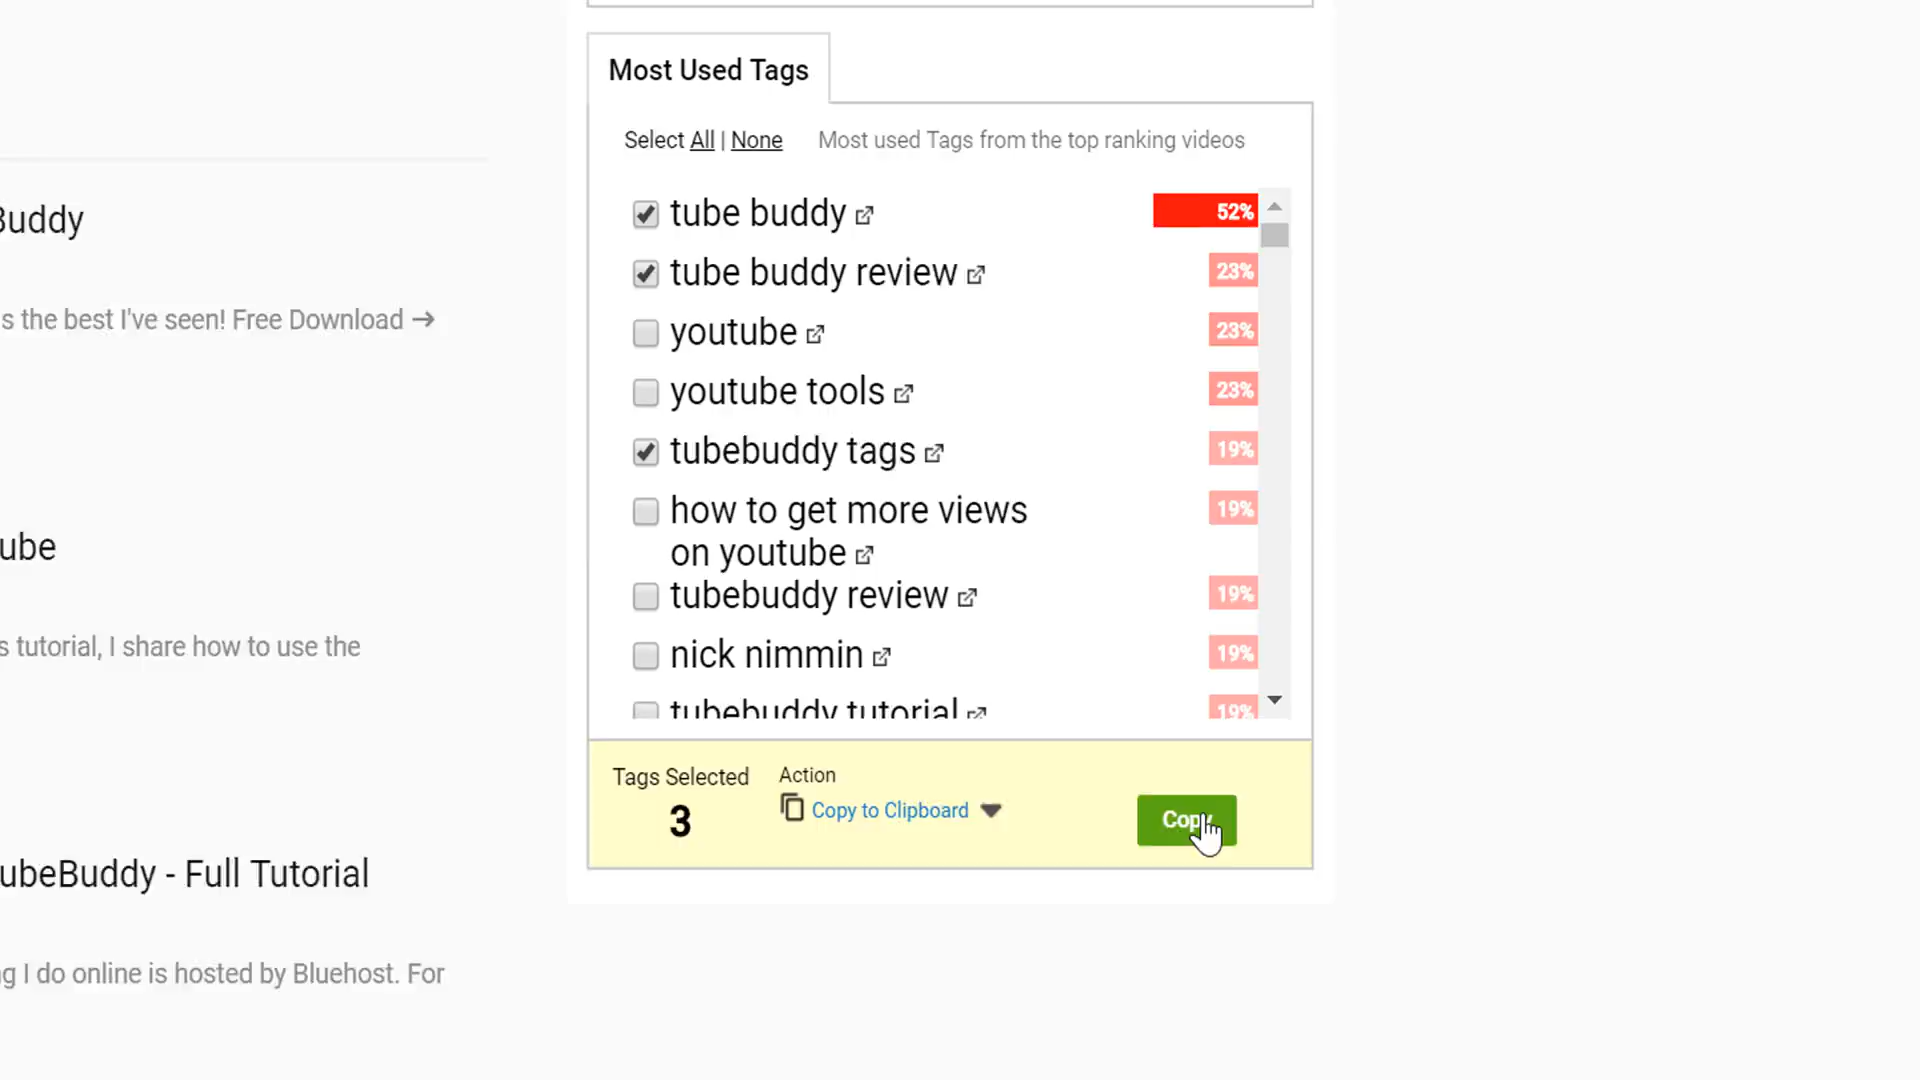 Most Used Tags
Select All | None Most used Tags from the top ranking videos
tube buddy 52%
tube buddy review 23%
youtube 23%
youtube tools 23%
tubebuddy tags 19%
how to get more views 19%
on youtube
tubebuddy review 19%
nick nimmin 19%
tubebuddy tutorial 19%
Tags Selected Action
3 Copy to Clipboard Copy
Buddy
s the best I've seen! Free Download →
ube
s tutorial, I share how to use the
ubeBuddy - Full Tutorial
g I do online is hosted by Bluehost. For